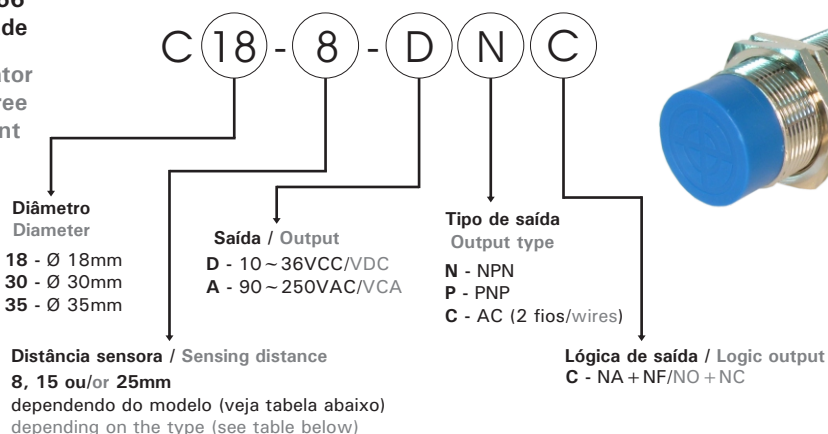 de
C 18 - 8 - D N C
Diâmetro
Diameter
18 - Ø 18mm
30 - Ø 30mm
35 - Ø 35mm
Saída / Output
D - 10~36VCC/VDC
A - 90~250VAC/VCA
Tipo de saída
Output type
N - NPN
P - PNP
C - AC (2 fios/wires)
Distância sensora / Sensing distance
8, 15 ou/or 25mm
dependendo do modelo (veja tabela abaixo)
depending on the type (see table below)
Lógica de saída / Logic output
C - NA+NF/NO+NC